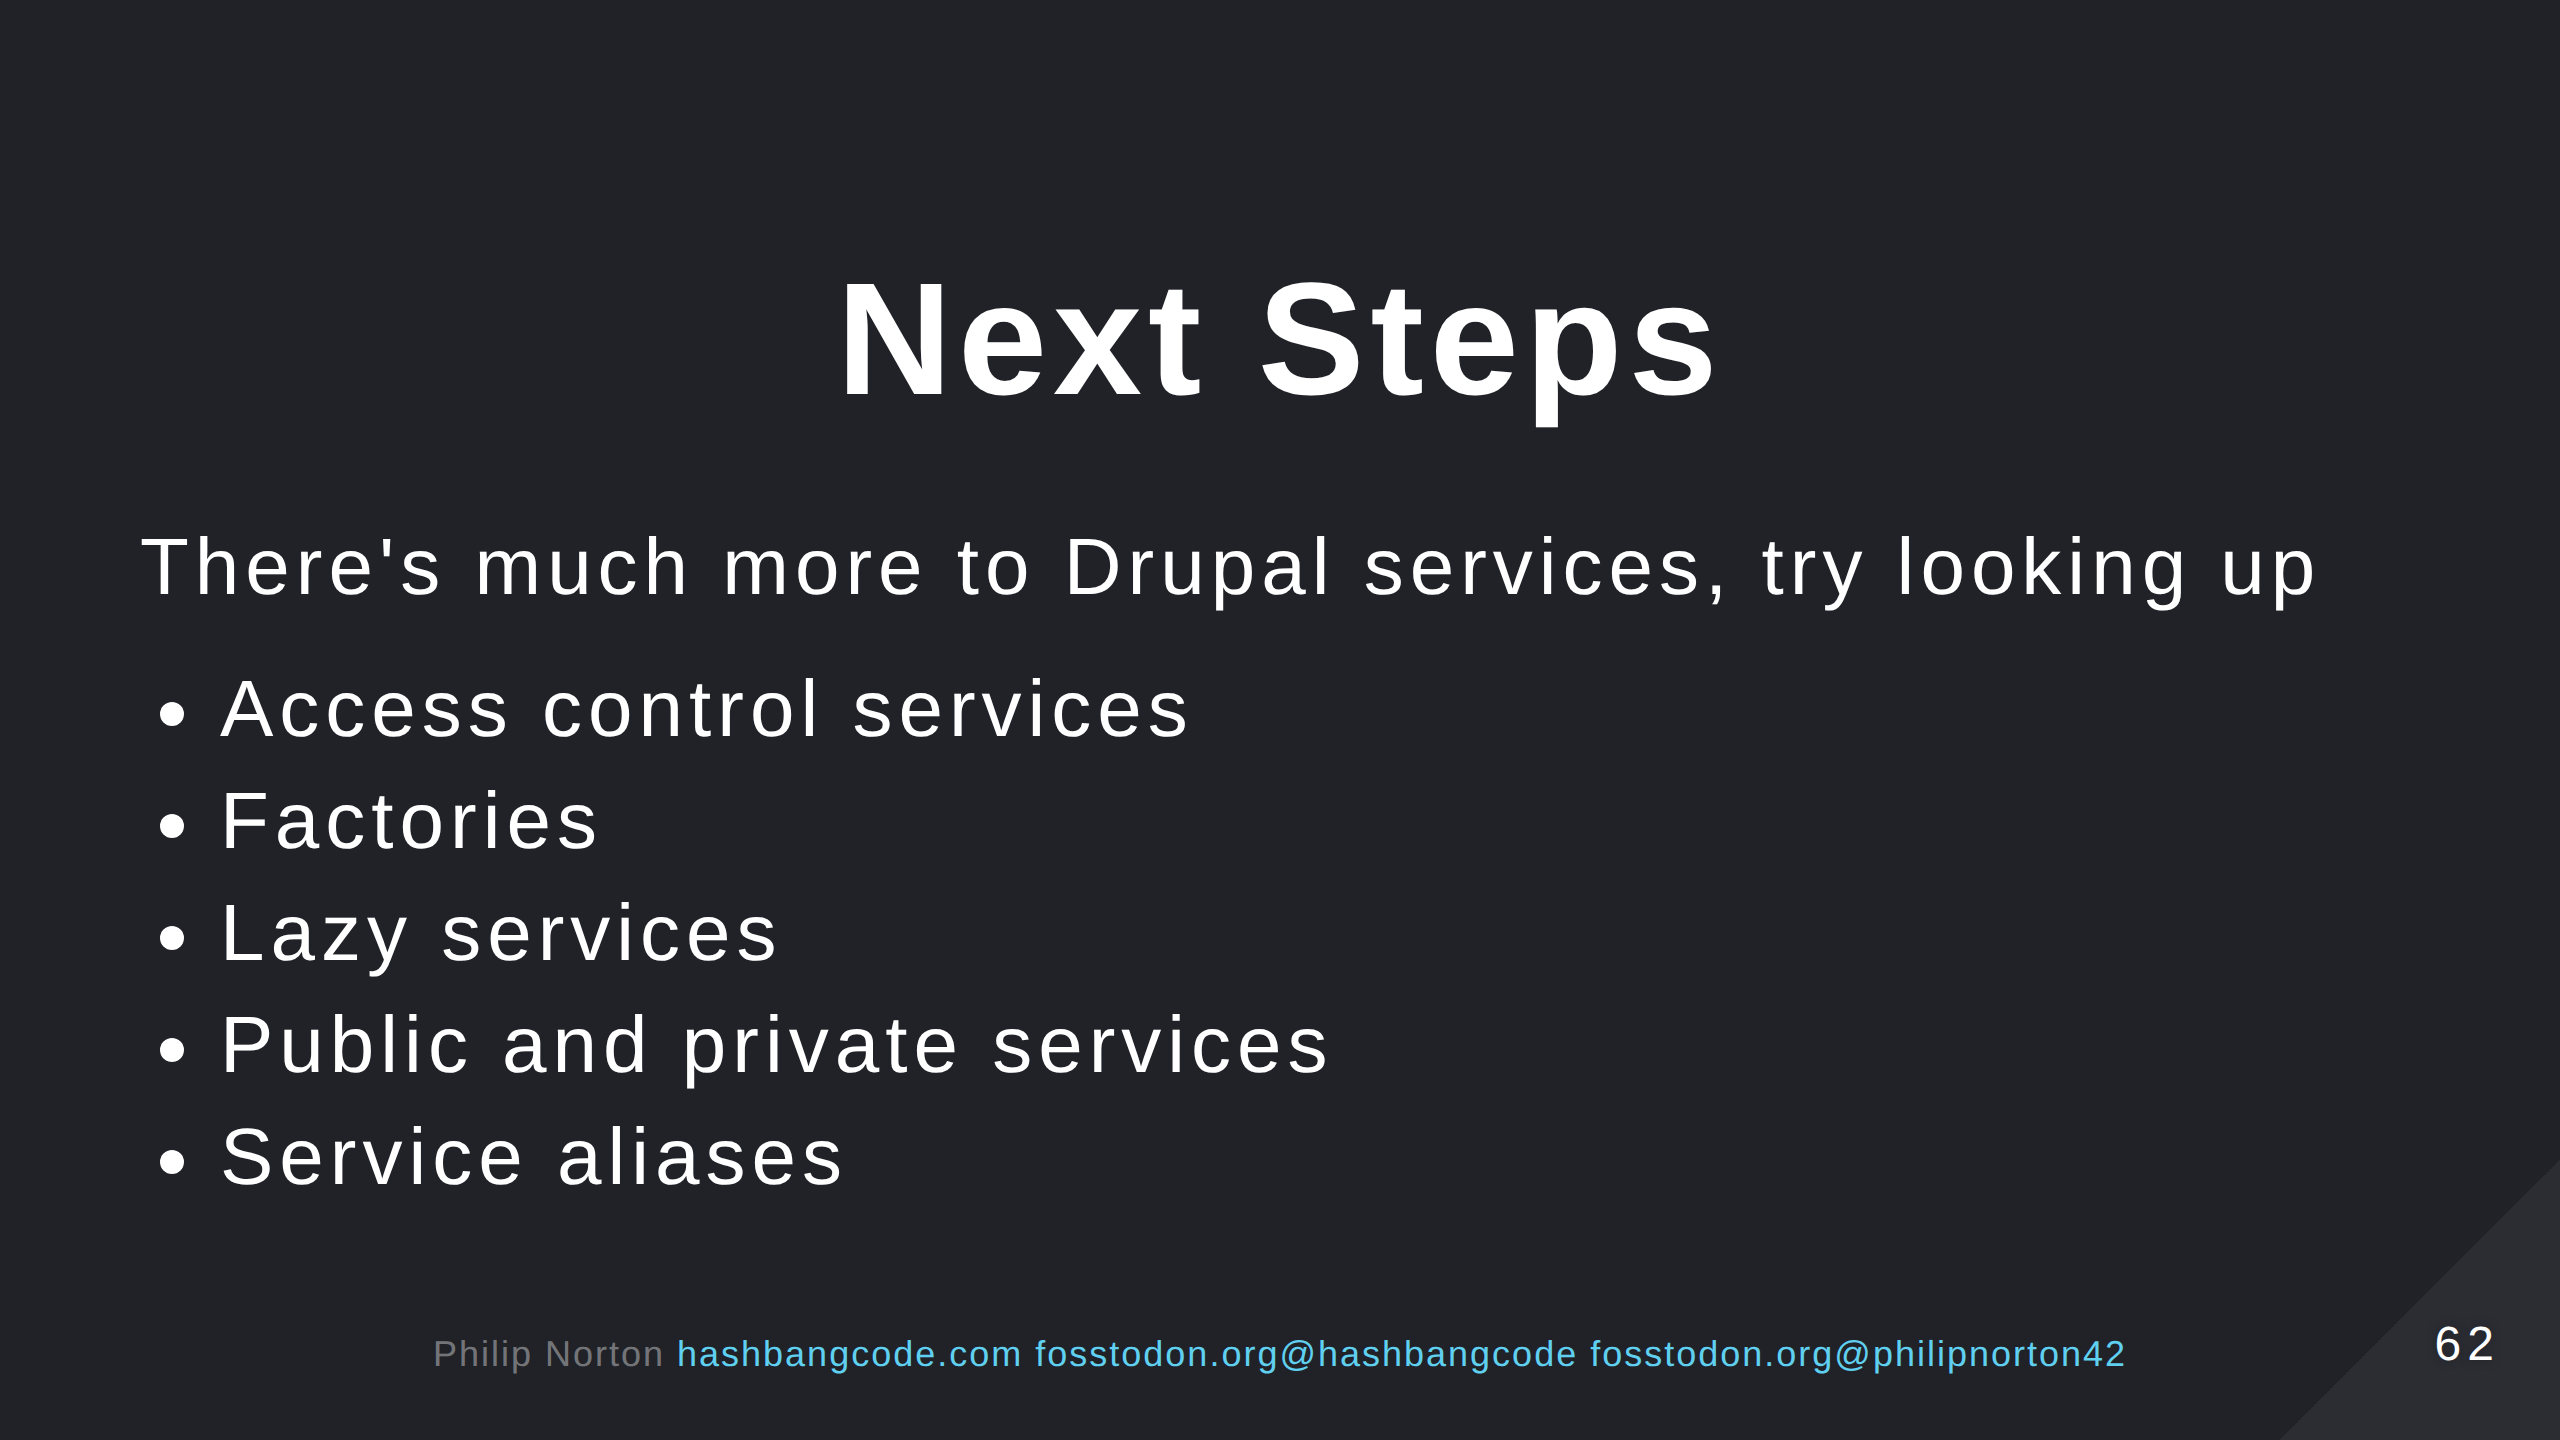 Next Steps
There's much more to Drupal services, try looking up
• Access control services
• Factories
• Lazy services
• Public and private services
• Service aliases
Philip Norton hashbangcode.com fosstodon.org@hashbangcode fosstodon.org@philipnorton42
62